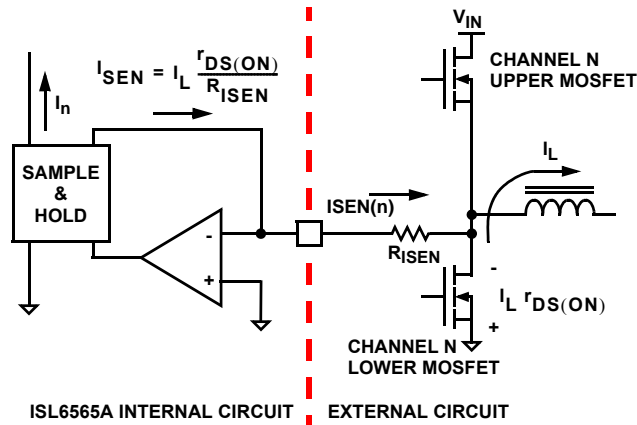 I_SEN = I_L r_DS(ON) / R_ISEN
I_n
SAMPLE
&
HOLD
-
+
V_IN
CHANNEL N
UPPER MOSFET
I_L
ISEN(n)
R_ISEN
-
I_L r_DS(ON)
+
CHANNEL N
LOWER MOSFET
ISL6565A INTERNAL CIRCUIT
EXTERNAL CIRCUIT